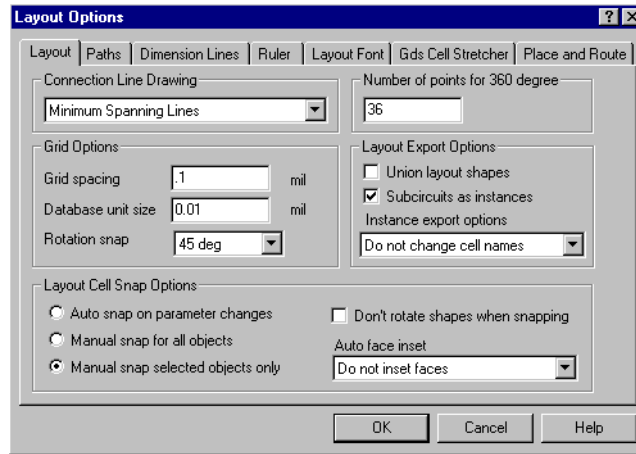 Layout Options
Layout Paths Dimension Lines Ruler Layout Font Gds Cell Stretcher Place and Route
Connection Line Drawing
Minimum Spanning Lines
Number of points for 360 degree
36
Grid Options
Grid spacing .1 mil
Database unit size 0.01 mil
Rotation snap 45 deg
Layout Export Options
Union layout shapes
Subcircuits as instances
Instance export options
Do not change cell names
Layout Cell Snap Options
Auto snap on parameter changes
Manual snap for all objects
Manual snap selected objects only
Don't rotate shapes when snapping
Auto face inset
Do not inset faces
OK Cancel Help